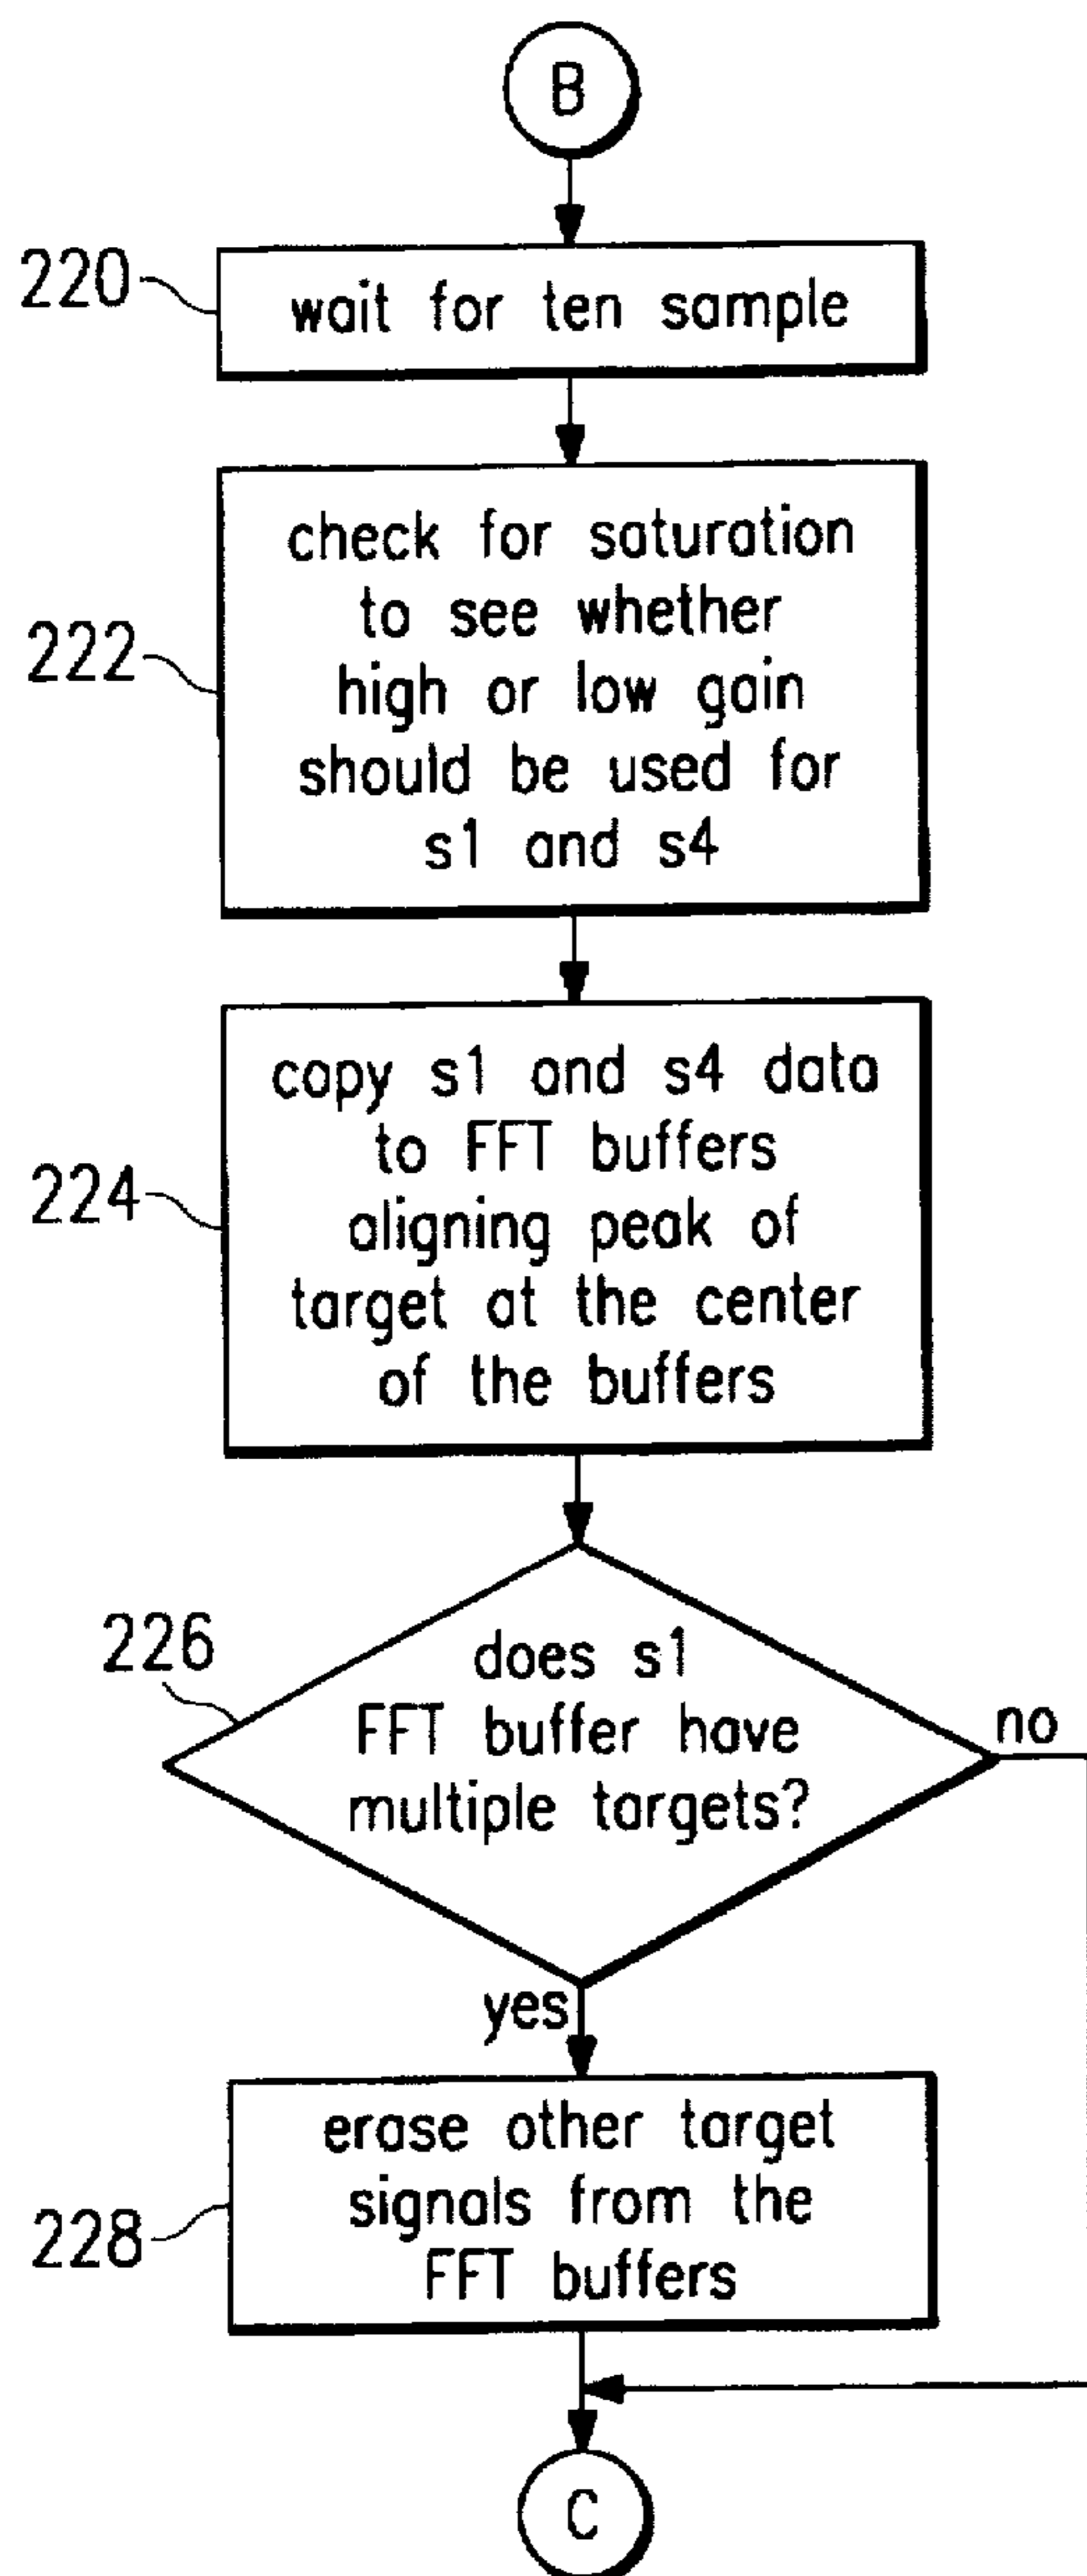 B
220
wait for ten sample
222
check for saturation
to see whether
high or low gain
should be used for
s1 and s4
224
copy s1 and s4 data
to FFT buffers
aligning peak of
target at the center
of the buffers
226
does s1
FFT buffer have
multiple targets?
no
yes
228
erase other target
signals from the
FFT buffers
C